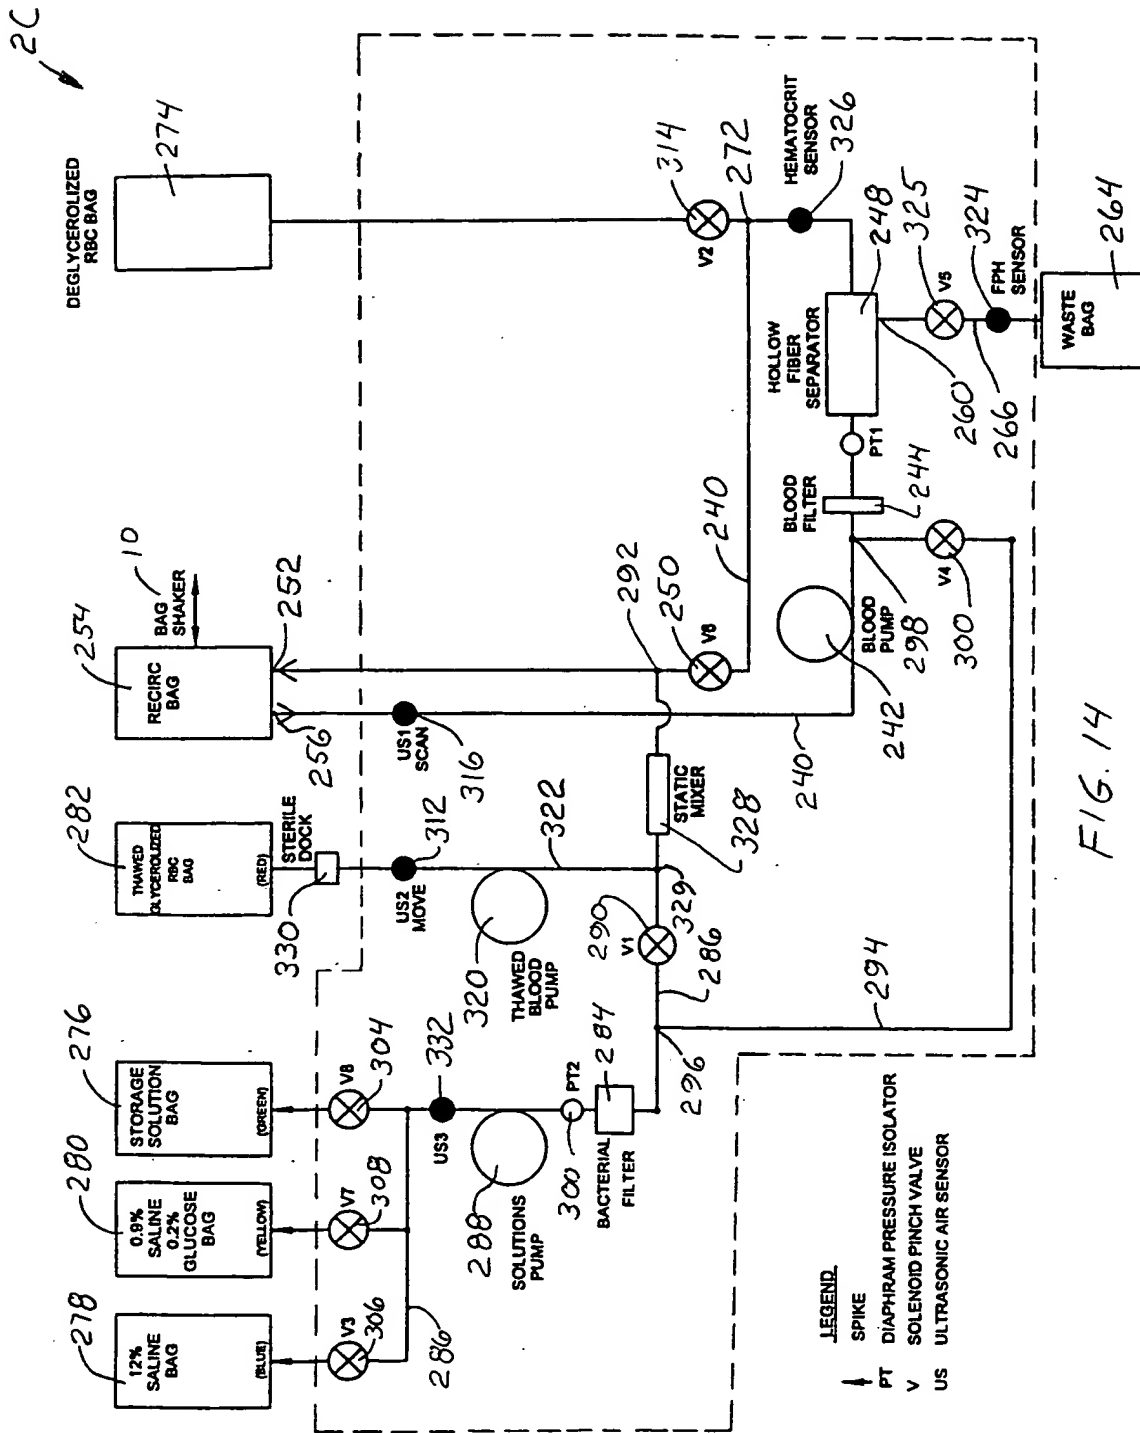 2C
DEGLYCEROLIZED
RBC BAG
274
314
V2
272
HEMATOCRIT
SENSOR
326
248
HOLLOW
FIBER
SEPARATOR
325
V5
324
FPH
SENSOR
260
266
WASTE
BAG
264
PT1
BLOOD
FILTER
244
254
RECIRC
BAG
BAG
SHAKER
10
252
256
US1
SCAN
316
292
250
V6
240
240
BLOOD
PUMP
242
298
V4
300
282
THAWED
GLYCEROLIZED
RBC
BAG
(RED)
STERILE
DOCK
330
US2
MOVE
312
322
320
THAWED
BLOOD
PUMP
STATIC
MIXER
328
329
290
V1
286
294
296
276
STORAGE
SOLUTION
BAG
(GREEN)
280
0.9%
SALINE
0.2%
GLUCOSE
BAG
(YELLOW)
278
12%
SALINE
BAG
(BLUE)
V8
304
V7
308
V3
306
286
332
US3
288
SOLUTIONS
PUMP
PT2
300
284
BACTERIAL
FILTER
LEGEND
SPIKE
PT DIAPHRAM PRESSURE ISOLATOR
V SOLENOID PINCH VALVE
US ULTRASONIC AIR SENSOR
FIG. 14